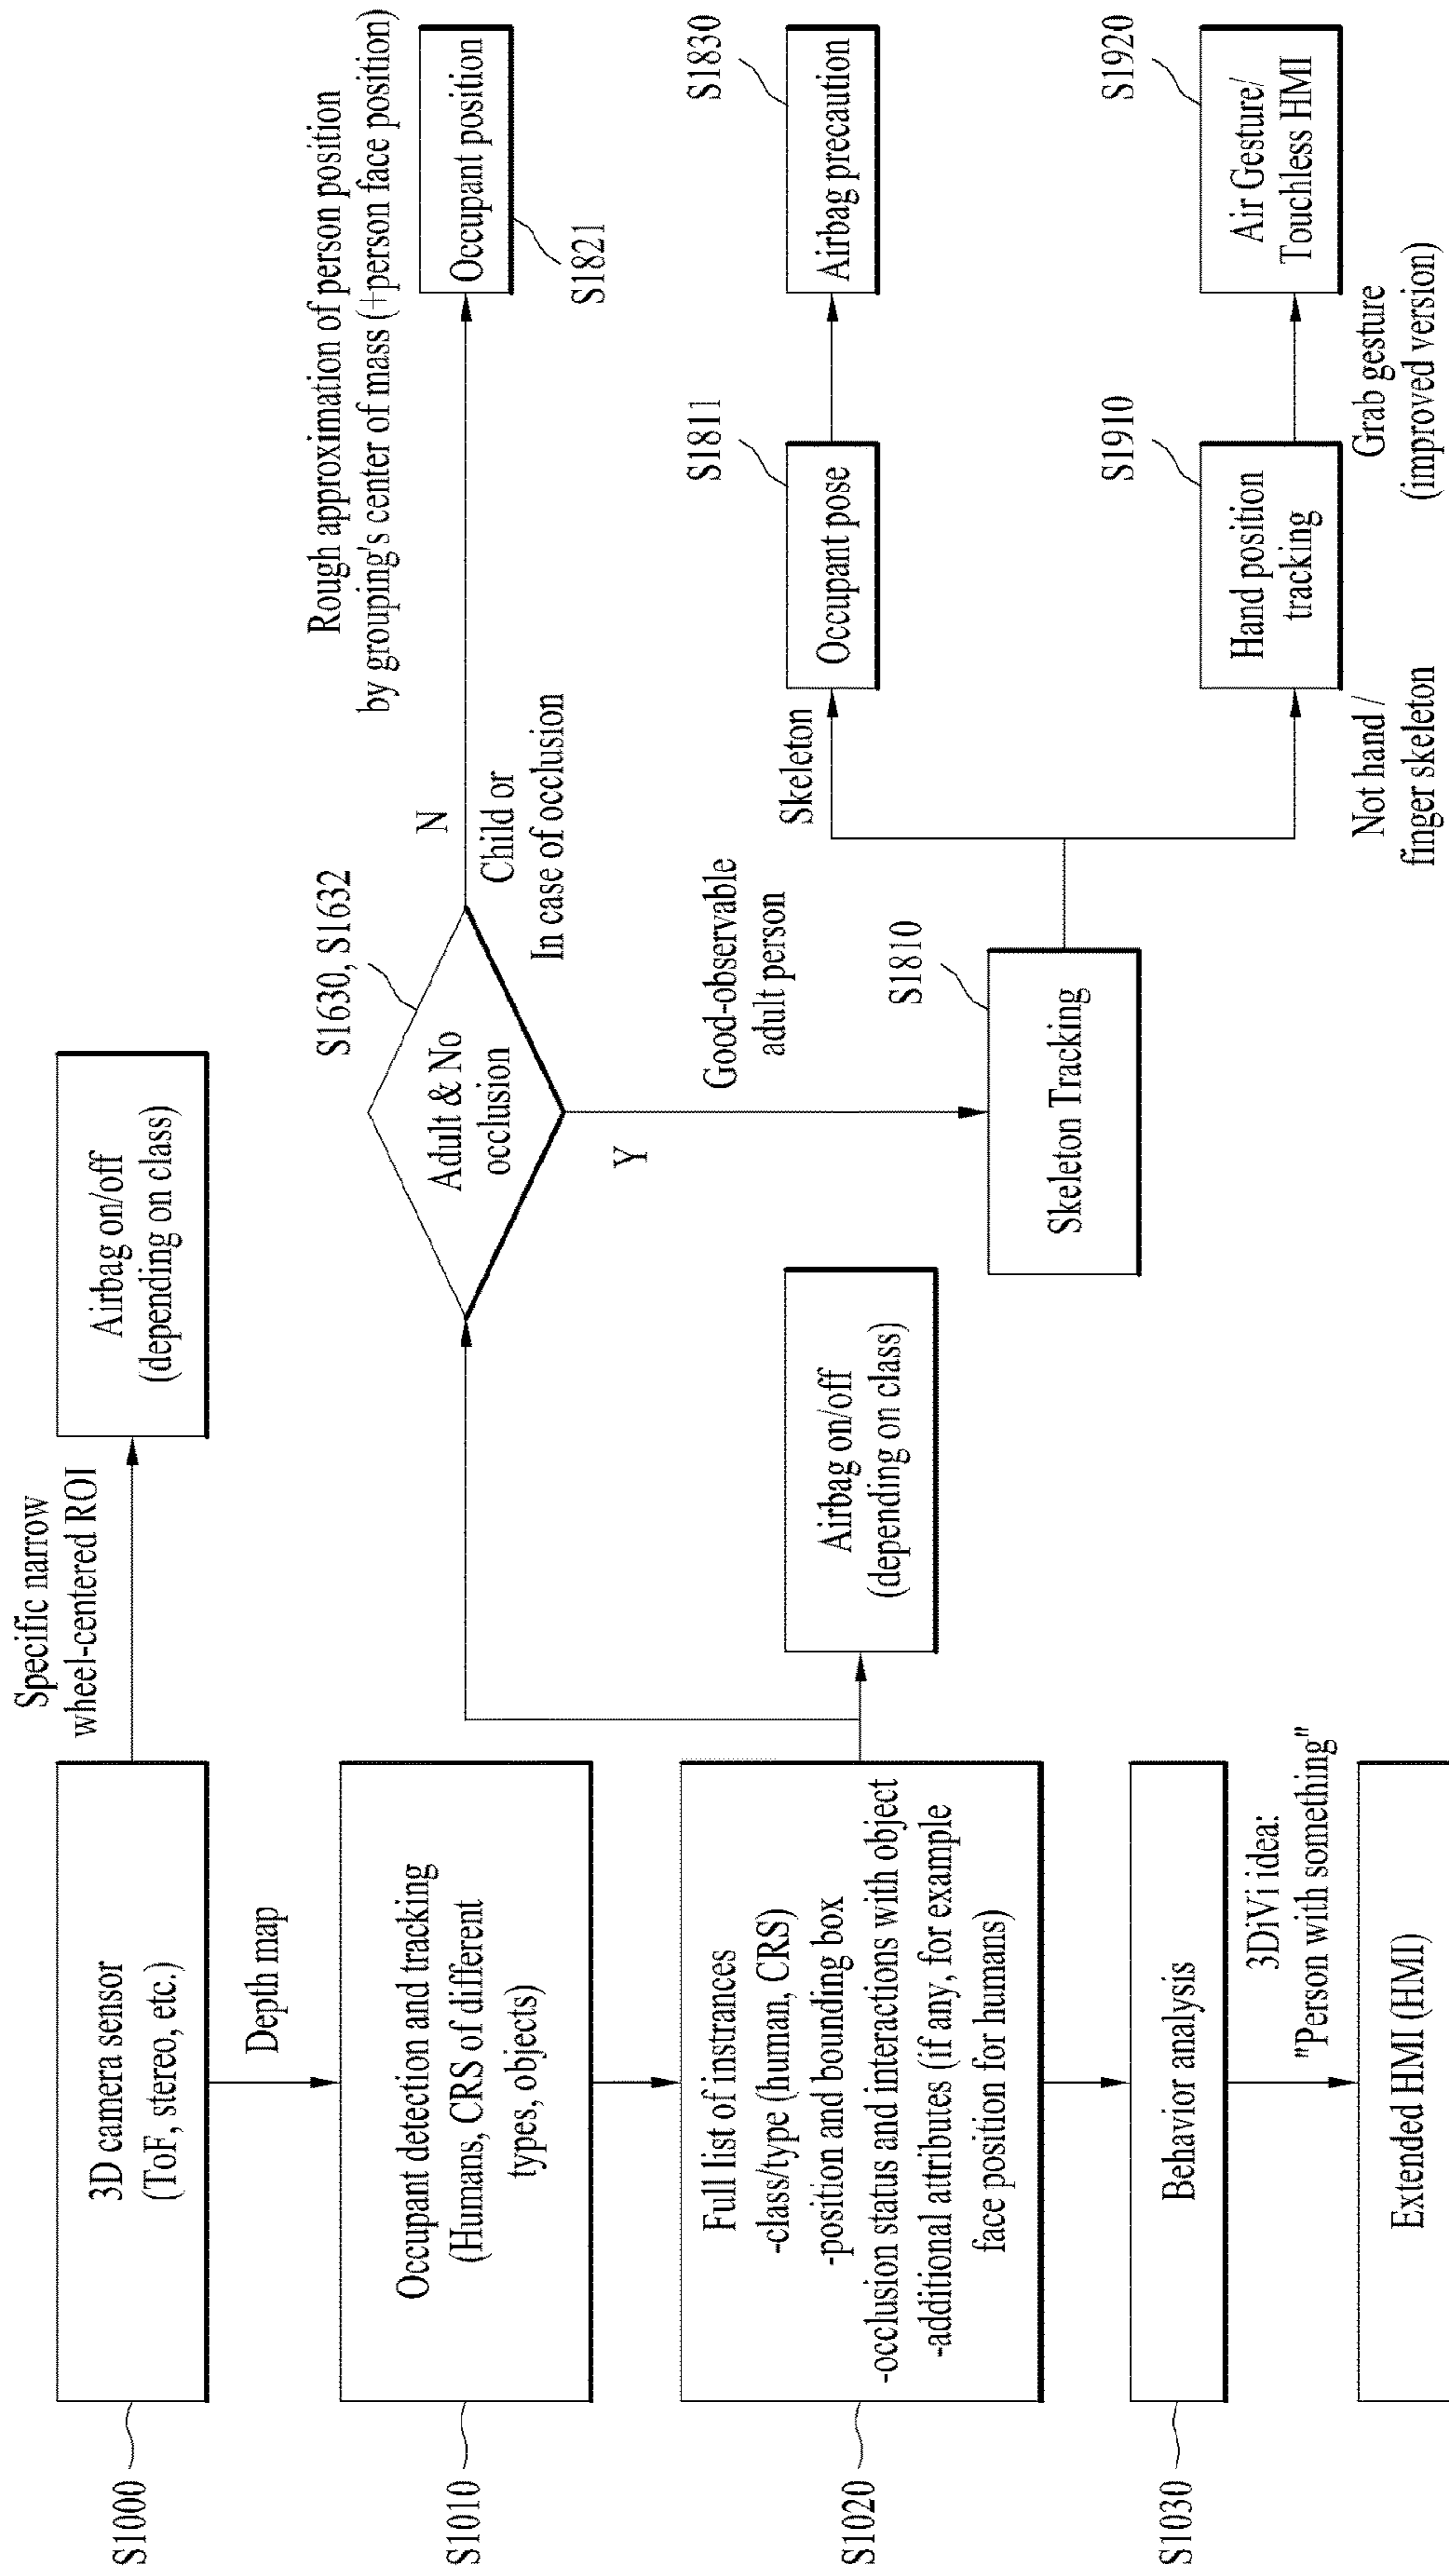 S1000
3D camera sensor
(ToF, stereo, etc.)
Specific narrow
wheel-centered ROI
Airbag on/off
(depending on class)
Depth map
S1010
Occupant detection and tracking
(Humans, CRS of different
types, objects)
S1020
Full list of instrances
-class/type (human, CRS)
-position and bounding box
-occlusion status and interactions with object
-additional attributes (if any, for example
face position for humans)
Airbag on/off
(depending on class)
S1630, S1632
Adult & No
occlusion
N
Child or
In case of occlusion
Rough approximation of person position
by grouping's center of mass (+person face position)
Occupant position
S1821
Y
Good-observable
adult person
S1810
Skeleton Tracking
Skeleton
S1811
Occupant pose
S1830
Airbag precaution
Not hand /
finger skeleton
S1910
Hand position
tracking
Grab gesture
(improved version)
S1920
Air Gesture/
Touchless HMI
S1030
Behavior analysis
3DiVi idea:
"Person with something"
Extended HMI (HMI)